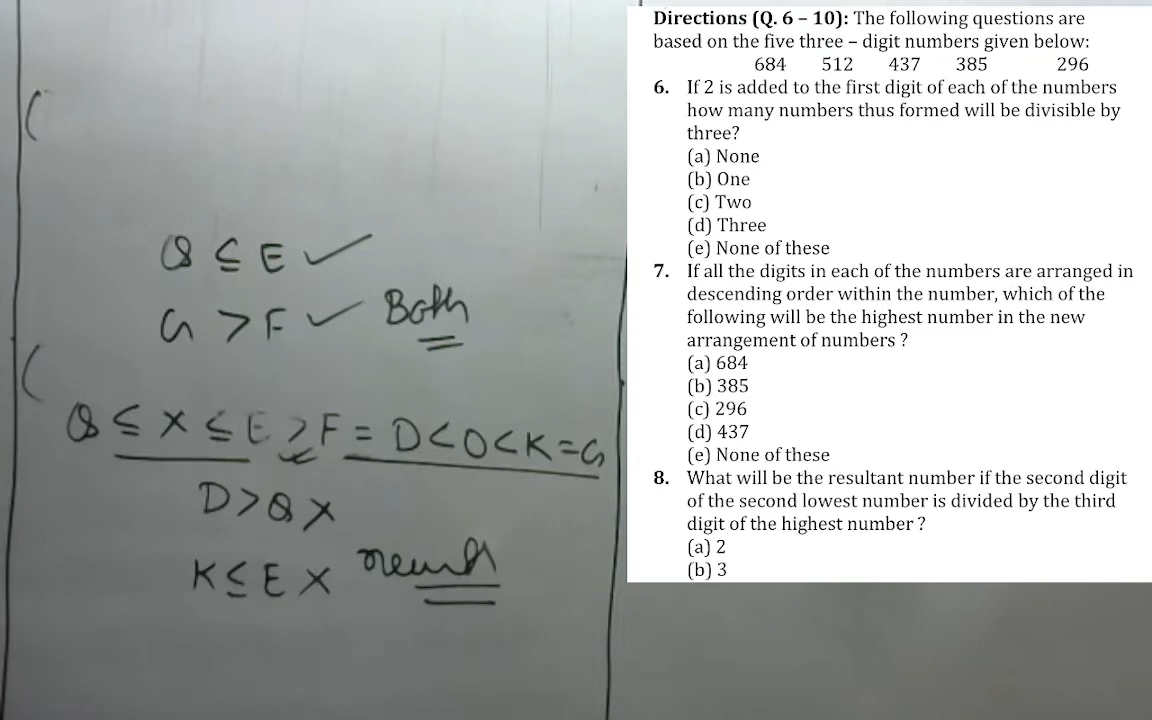 Q ≤ E ✓
G > F ✓ Both
Q ≤ X ≤ E ≥ F = D < O < K = G
D > Q X
K ≤ E X
Directions (Q. 6 – 10): The following questions are
based on the five three – digit numbers given below:
684 512 437 385 296
6. If 2 is added to the first digit of each of the numbers
how many numbers thus formed will be divisible by
three?
(a) None
(b) One
(c) Two
(d) Three
(e) None of these
7. If all the digits in each of the numbers are arranged in
descending order within the number, which of the
following will be the highest number in the new
arrangement of numbers ?
(a) 684
(b) 385
(c) 296
(d) 437
(e) None of these
8. What will be the resultant number if the second digit
of the second lowest number is divided by the third
digit of the highest number ?
(a) 2
(b) 3